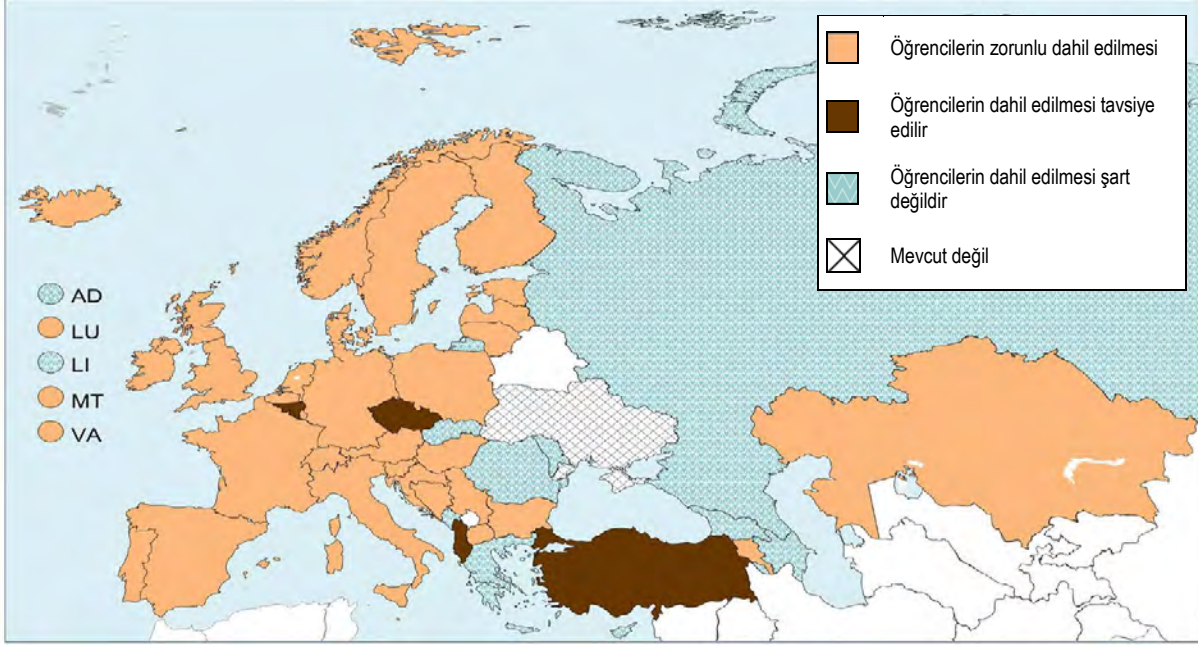 Öğrencilerin zorunlu dahil edilmesi
Öğrencilerin dahil edilmesi tavsiye
edilir
Öğrencilerin dahil edilmesi şart
değildir
Mevcut değil
AD
LU
LI
MT
VA